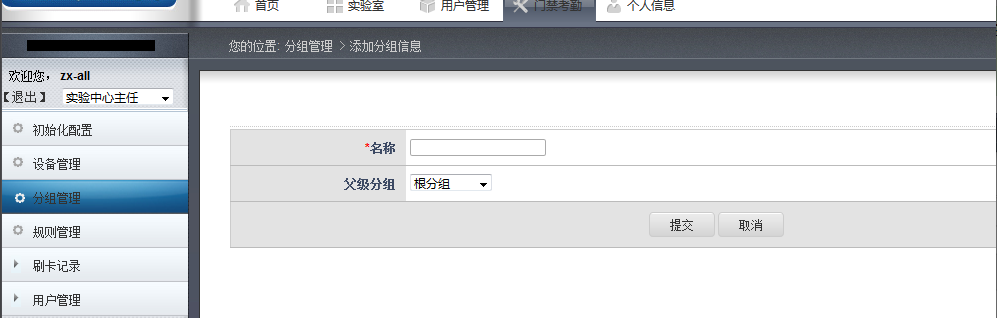 首页 实验室 用户管理 门禁考勤 个人信息
您的位置: 分组管理 > 添加分组信息
欢迎您， zx-all
【退出】 实验中心主任
初始化配置
设备管理
分组管理
规则管理
刷卡记录
用户管理
*名称
父级分组 根分组
提交 取消